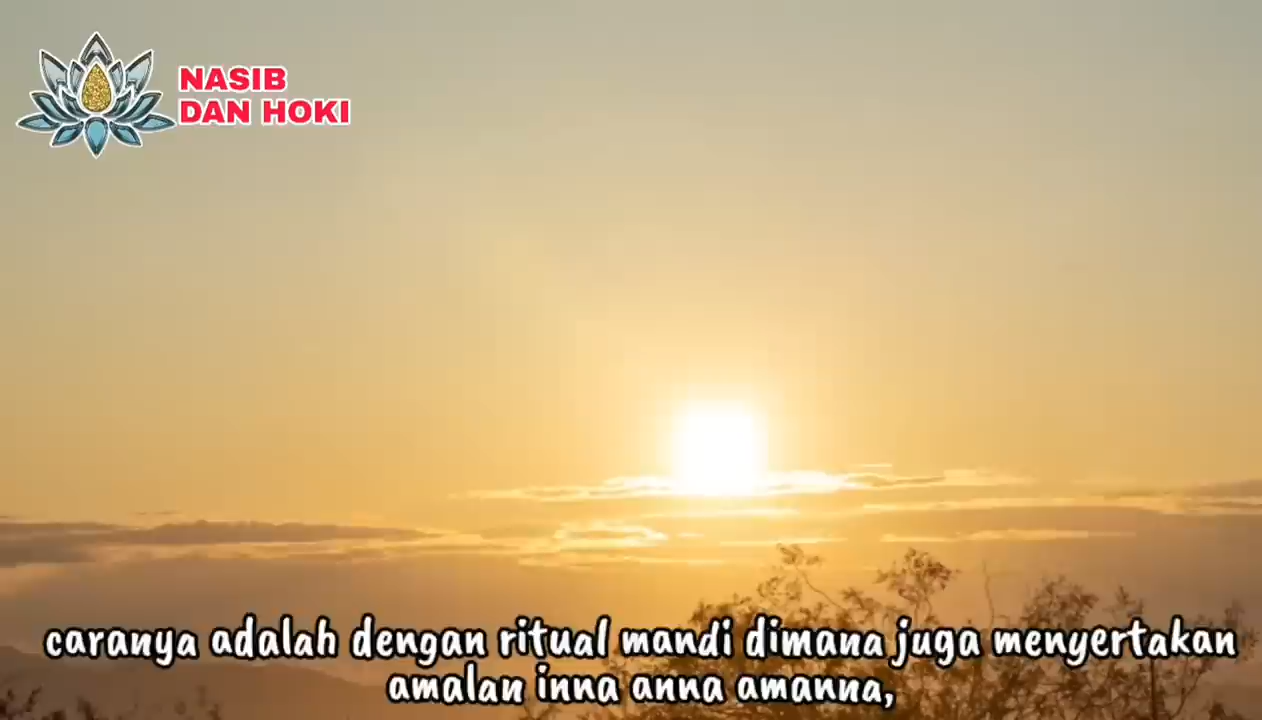 NASIB
DAN HOKI
caranya adalah dengan ritual mandi dimana juga menyertakan
amalan inna anna amanna,